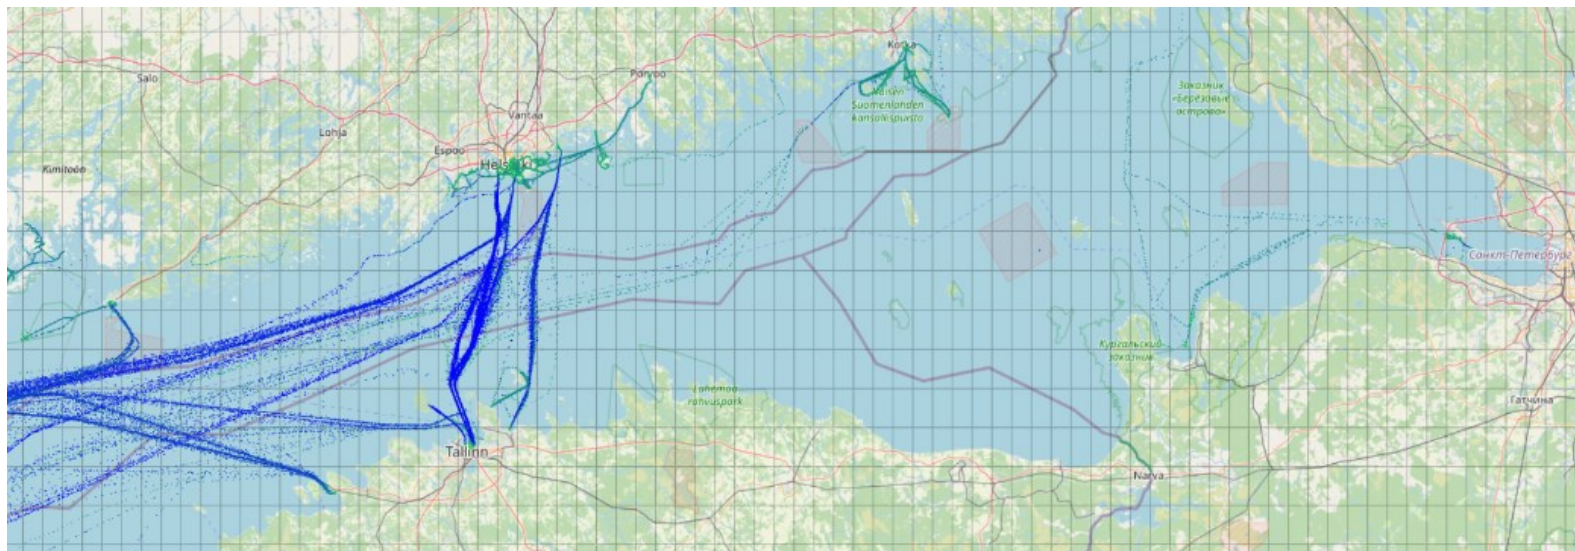 Kotka
Salo
Porvoo
Заказник
«Берёзовые
острова»
Itäisen
Suomenlahden
kansallispuisto
Vantaa
Lohja
Espoo
Helsinki
Kimitoön
Санкт-Петербург
Кургальский
заказник
Lahemaa
rahvuspark
Гатчина
Tallinn
Narva